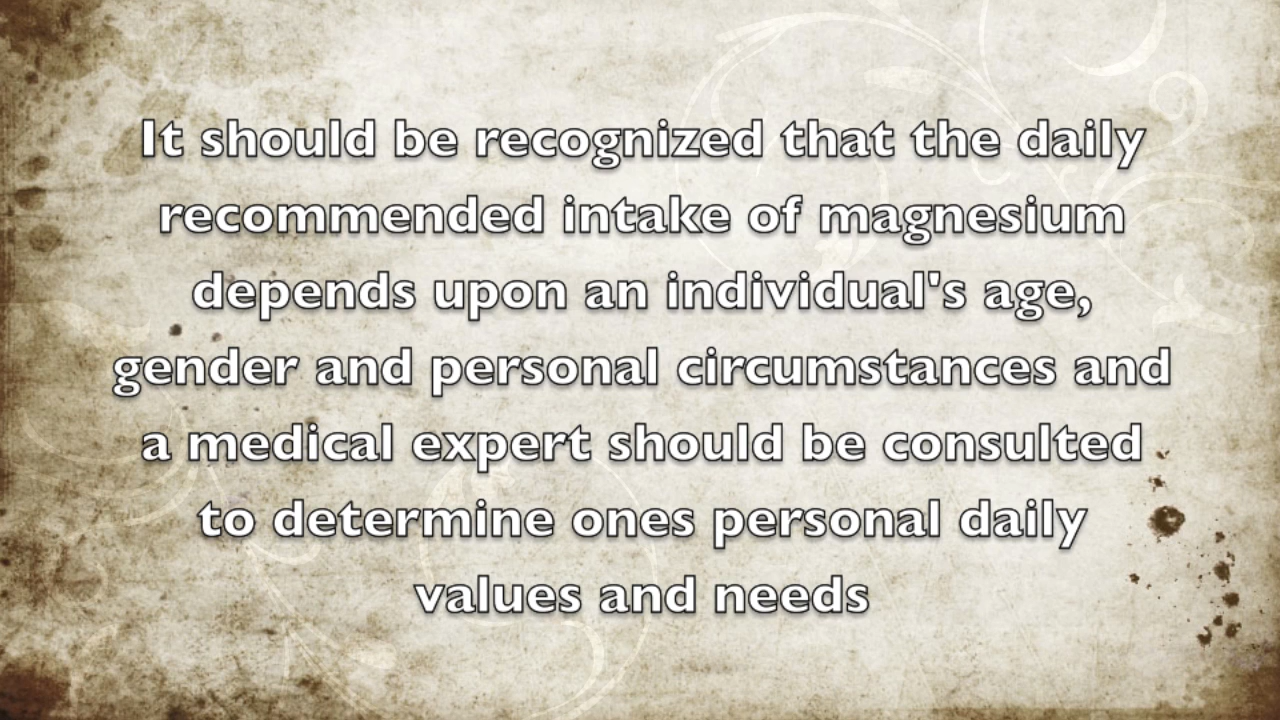 It should be recognized that the daily
recommended intake of magnesium
depends upon an individual's age,
gender and personal circumstances and
a medical expert should be consulted
to determine ones personal daily
values and needs